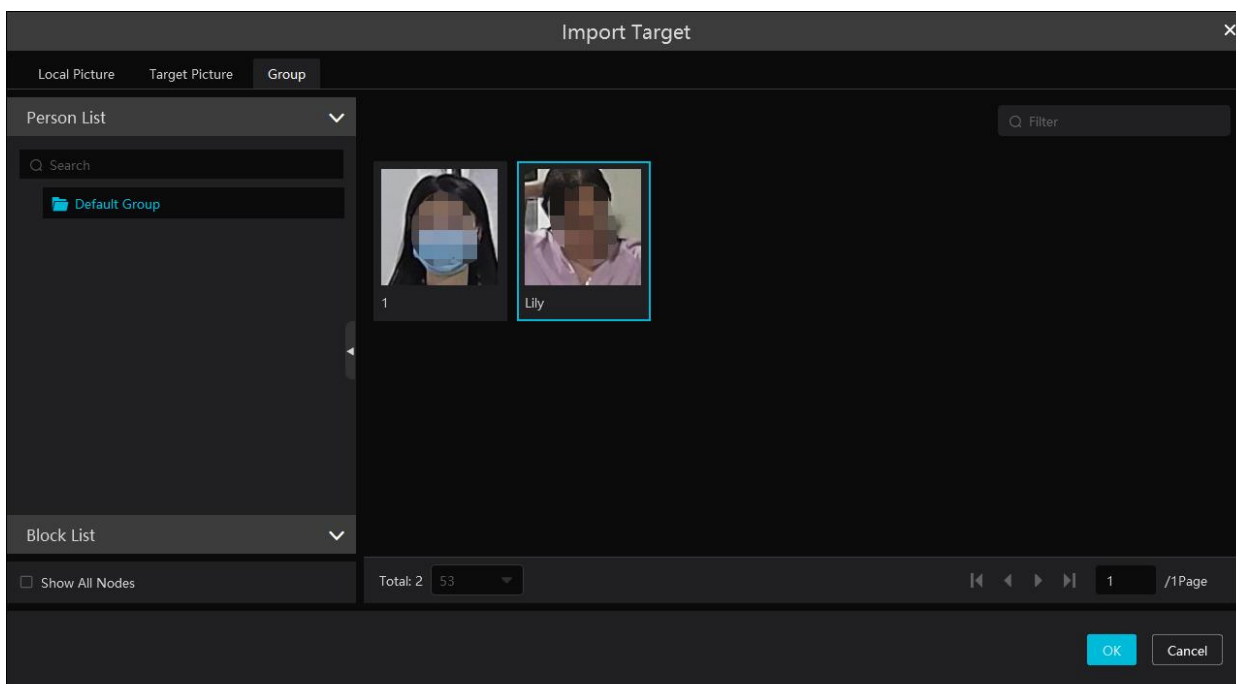 Import Target
Local Picture Target Picture Group
Person List
Filter
Search
Default Group
1 Lily
Block List
Show All Nodes
Total: 2 53 1 /1Page
OK Cancel